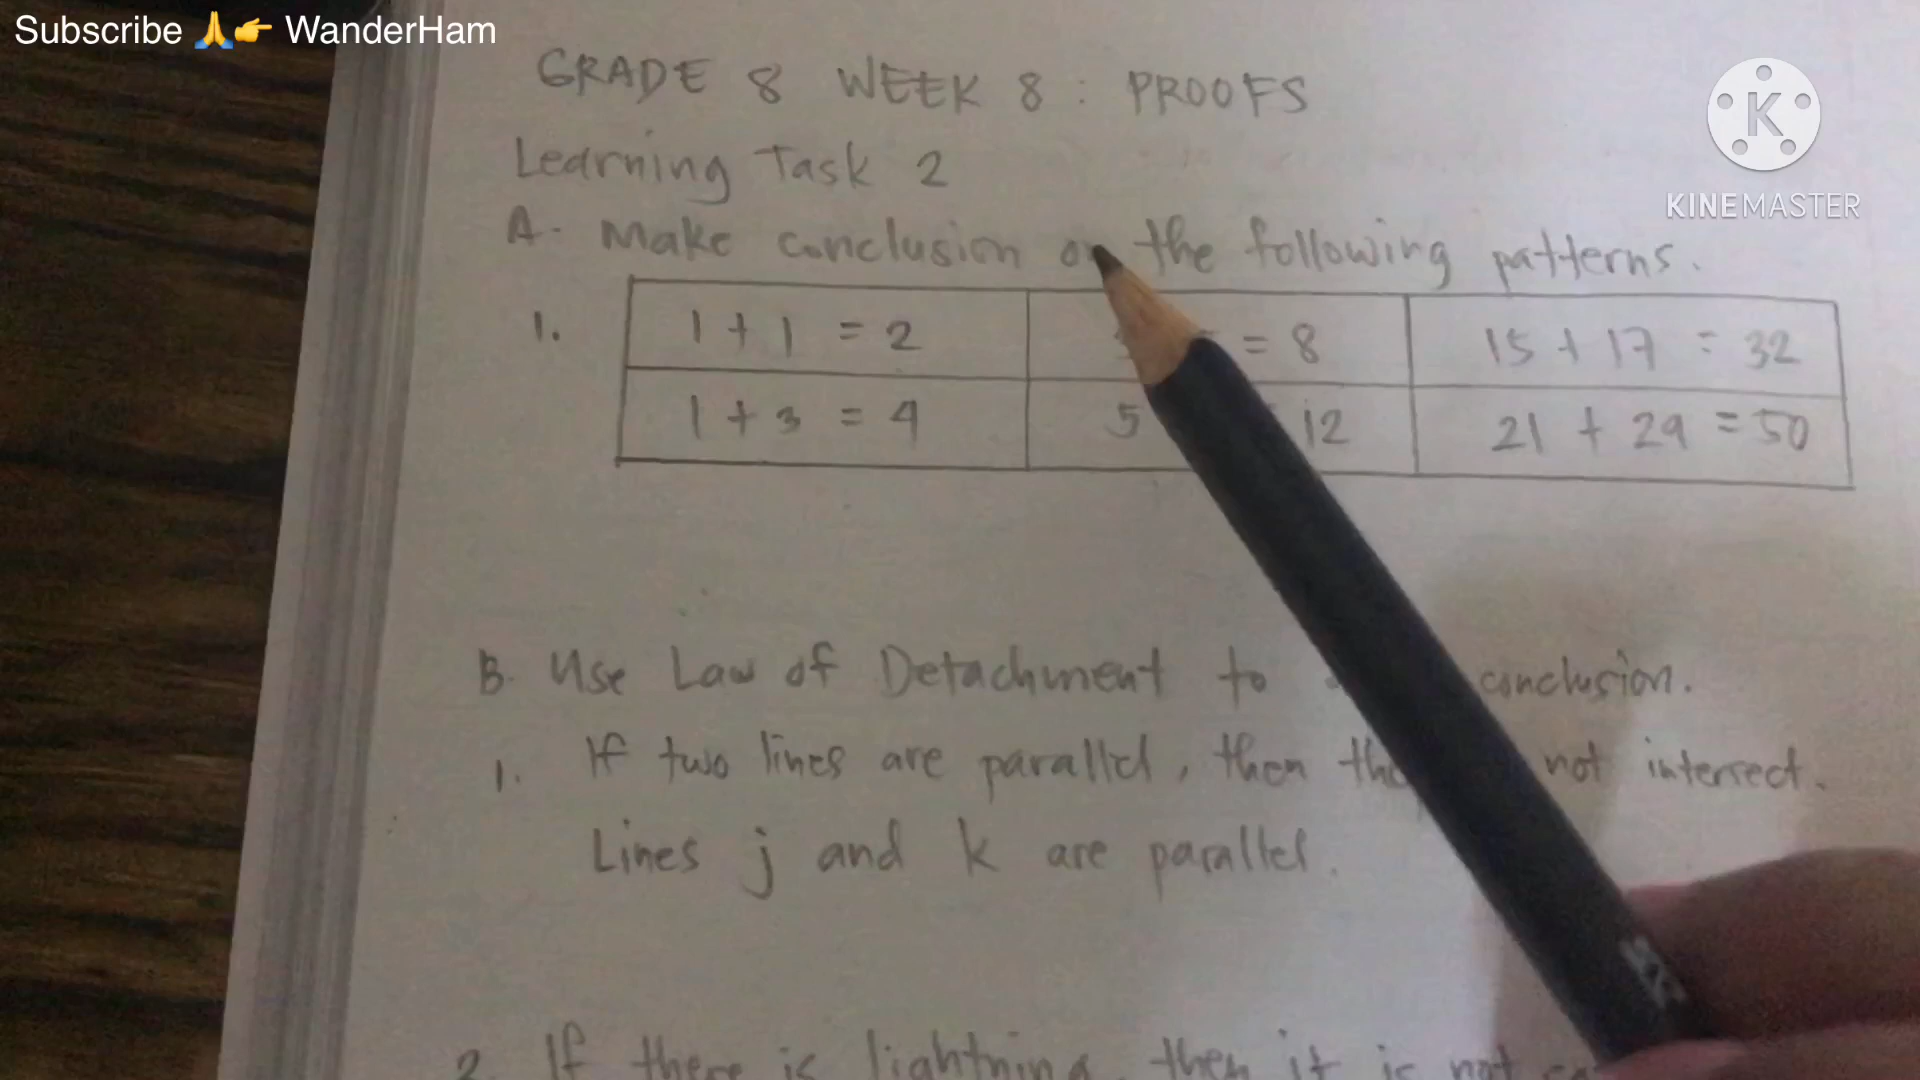 Subscribe 🙏👉 WanderHam
KINEMASTER
GRADE 8 WEEK 8 : PROOFS
Learning Task 2
A. Make conclusion on the following patterns.
1. 1 + 1 = 2 = 8 15 + 17 = 32
1 + 3 = 4 5 12 21 + 29 = 50
B. Use Law of Detachment to conclusion.
1. If two lines are parallel, then not intersect.
Lines j and k are parallel.
2. If there is lightning, then it is not